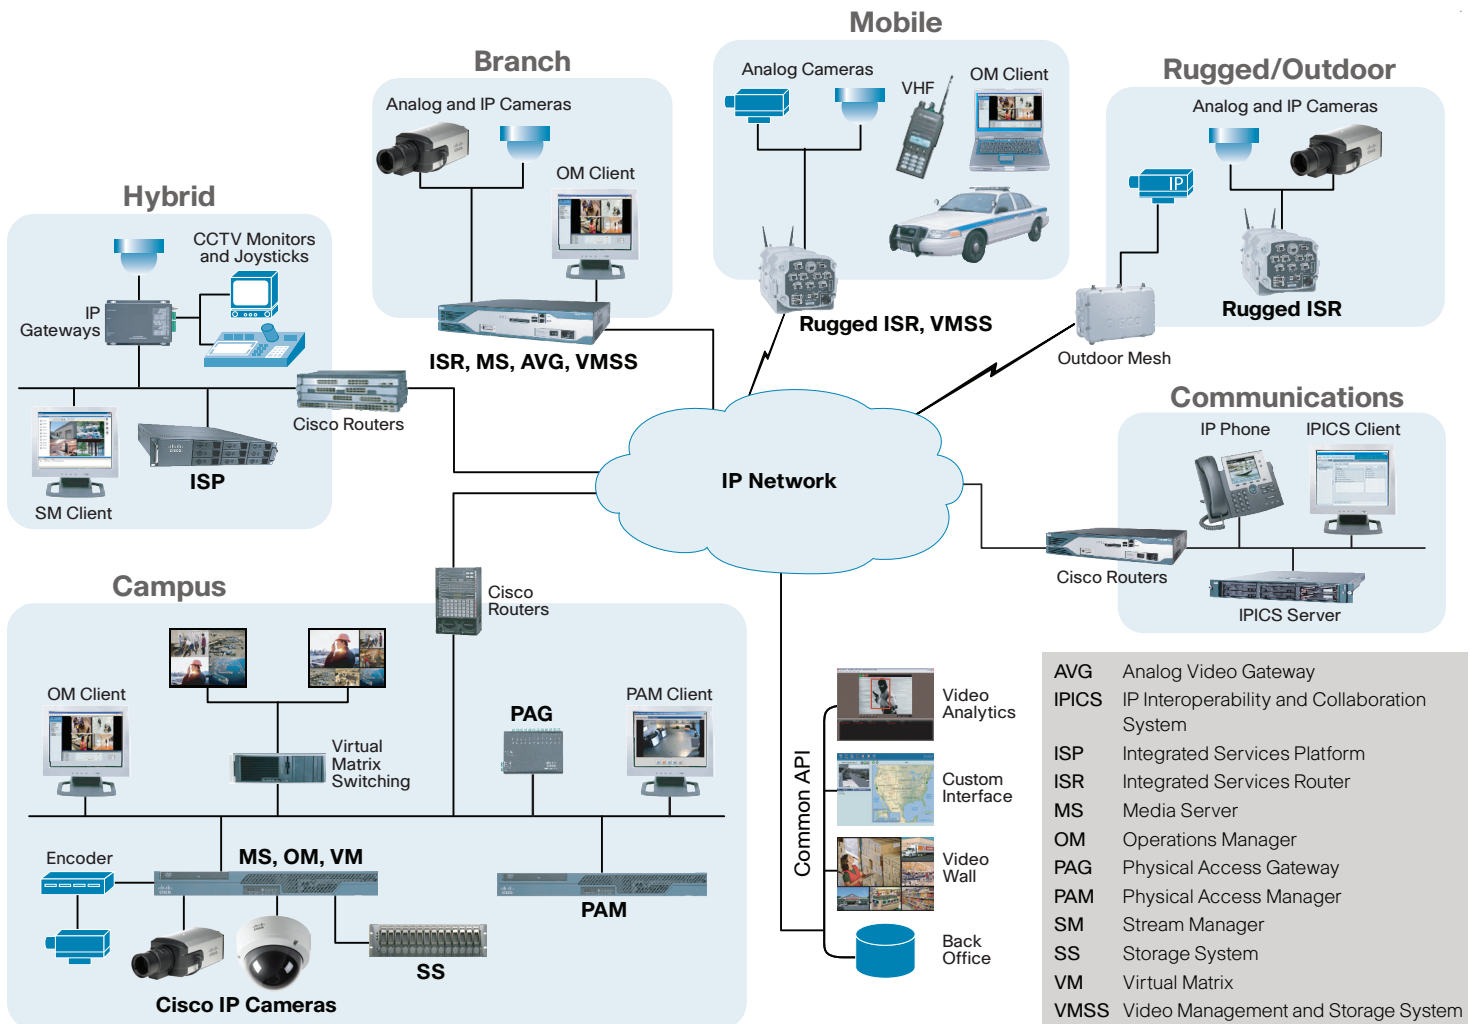 Mobile
Branch
Rugged/Outdoor
Analog Cameras
VHF
OM Client
Analog and IP Cameras
Analog and IP Cameras
OM Client
IP
Hybrid
CCTV Monitors
and Joysticks
IP
Gateways
Rugged ISR, VMSS
Rugged ISR
ISR, MS, AVG, VMSS
Outdoor Mesh
Cisco Routers
ISP
SM Client
IP Network
Communications
IP Phone
IPICS Client
Cisco Routers
IPICS Server
Campus
Cisco
Routers
OM Client
Virtual
Matrix
Switching
PAG
PAM Client
Encoder
MS, OM, VM
PAM
SS
Cisco IP Cameras
Common API
Video
Analytics
Custom
Interface
Video
Wall
Back
Office
AVG Analog Video Gateway
IPICS IP Interoperability and Collaboration
System
ISP Integrated Services Platform
ISR Integrated Services Router
MS Media Server
OM Operations Manager
PAG Physical Access Gateway
PAM Physical Access Manager
SM Stream Manager
SS Storage System
VM Virtual Matrix
VMSS Video Management and Storage System